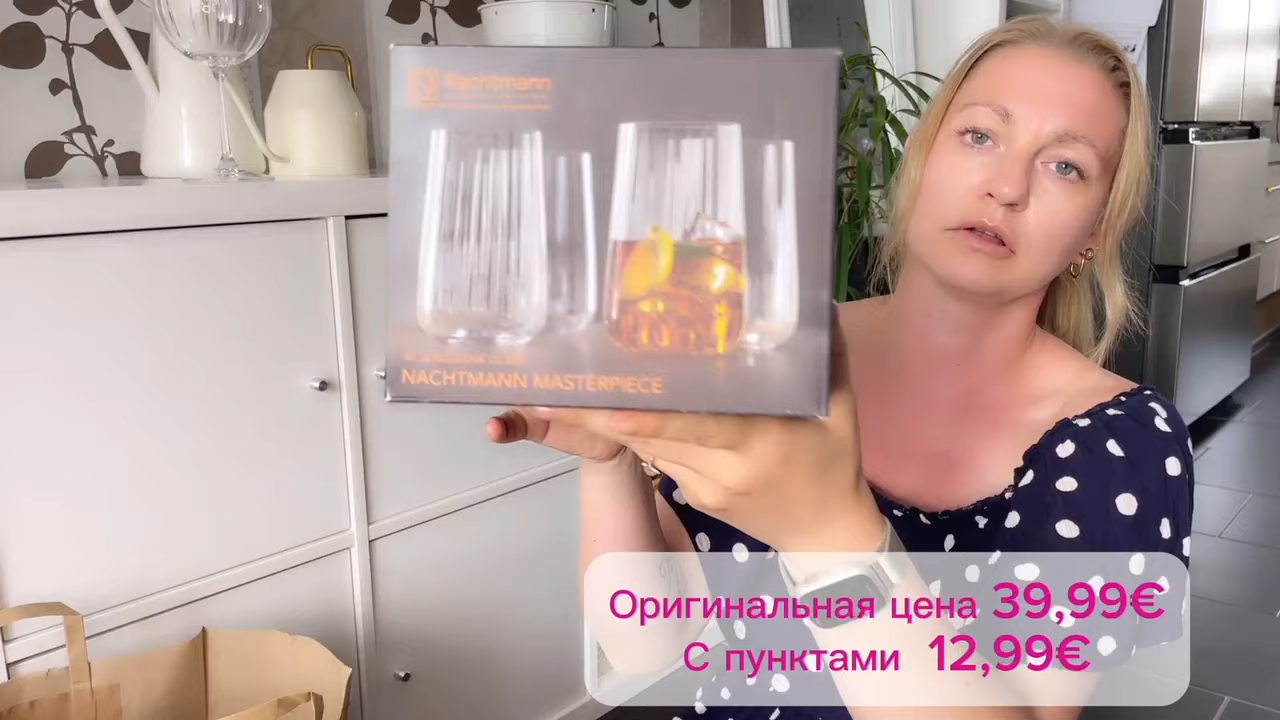 Nachtmann
NACHTMANN MASTERPIECE
Оригинальная цена 39,99€
С пунктами 12,99€